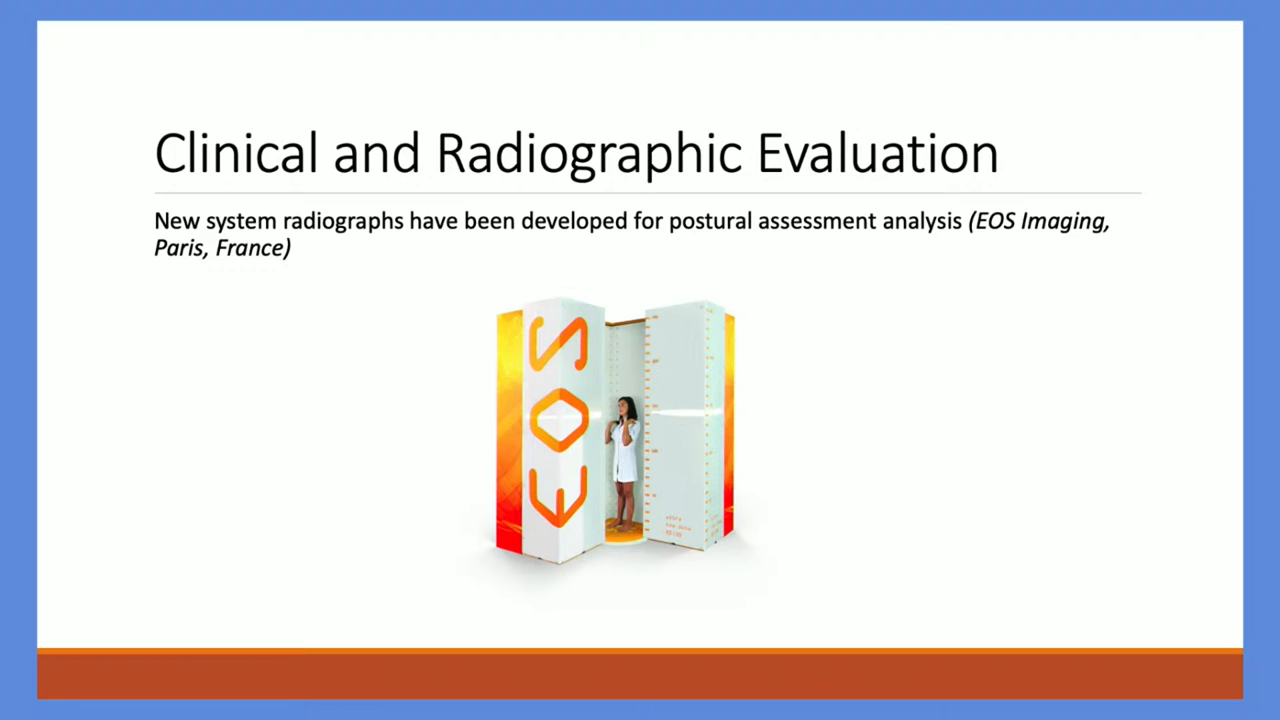 Clinical and Radiographic Evaluation
New system radiographs have been developed for postural assessment analysis (EOS Imaging,
Paris, France)
EOS